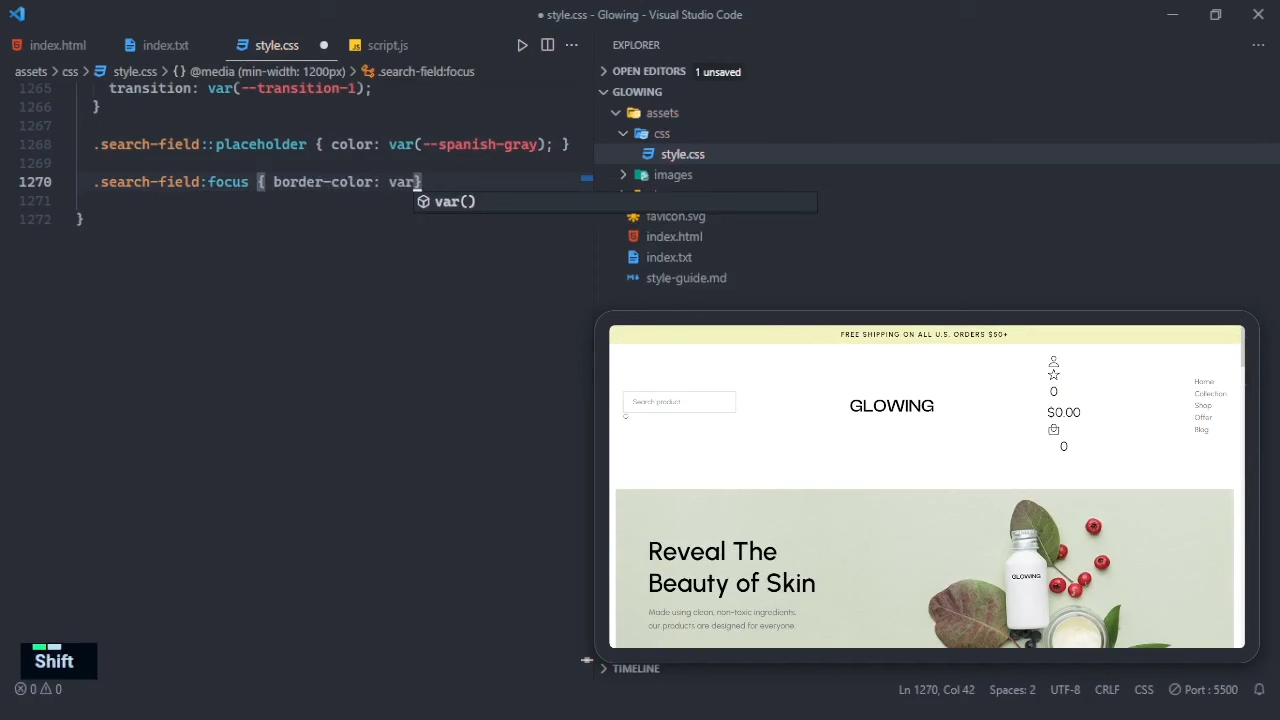 style.css - Glowing - Visual Studio Code
index.html
index.txt
style.css
script.js
assets > css > style.css > {} @media (min-width: 1200px) > .search-field:focus
1265 transition: var(--transition-1);
1266 }
1267
1268 .search-field::placeholder { color: var(--spanish-gray); }
1269
1270 .search-field:focus { border-color: var}
1271
1272 }
var()
EXPLORER
OPEN EDITORS 1 unsaved
GLOWING
assets
css
style.css
images
favicon.svg
index.html
index.txt
style-guide.md
FREE SHIPPING ON ALL U.S. ORDERS $50+
Search product
GLOWING
0
$0.00
0
Home
Collection
Shop
Offer
Blog
Reveal The
Beauty of Skin
Made using clean, non-toxic ingredients,
our products are designed for everyone.
GLOWING
Shift
TIMELINE
0 0
Ln 1270, Col 42
Spaces: 2
UTF-8
CRLF
CSS
Port : 5500